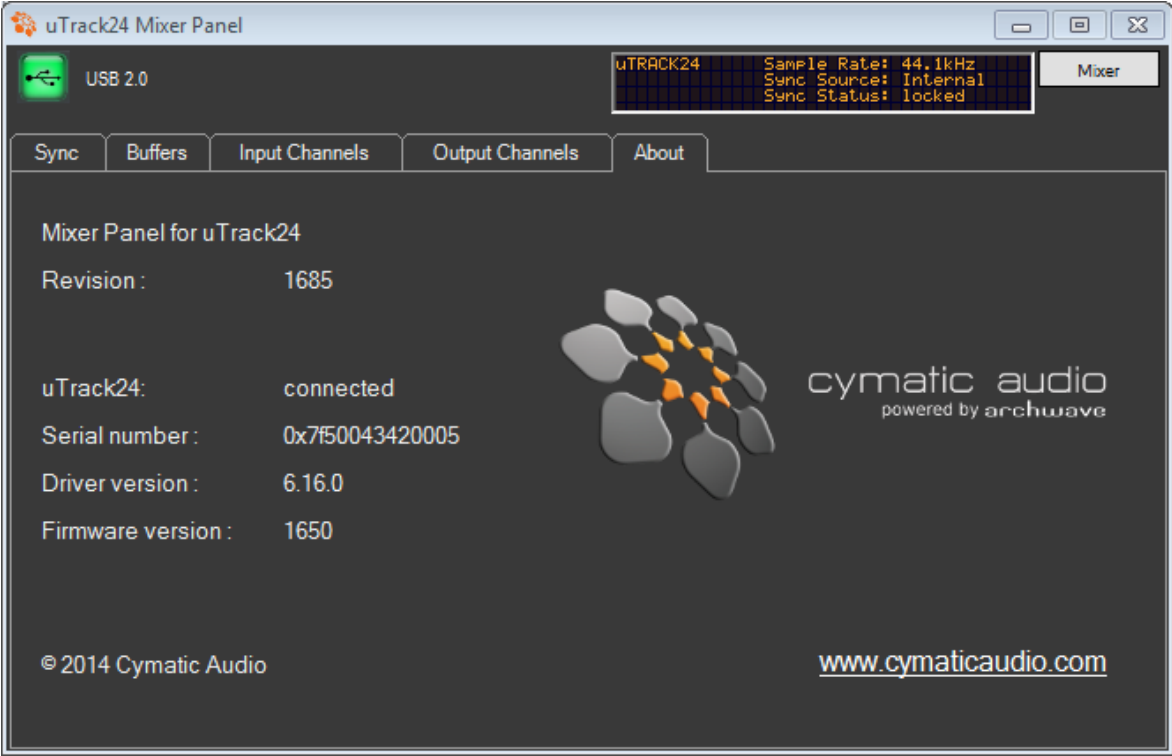 uTrack24 Mixer Panel
USB 2.0
uTRACK24 Sample Rate: 44.1kHz
Sync Source: Internal
Sync Status: locked
Mixer
Sync Buffers Input Channels Output Channels About
Mixer Panel for uTrack24
Revision : 1685
uTrack24: connected
Serial number : 0x7f50043420005
Driver version : 6.16.0
Firmware version : 1650
cymatic audio
powered by archwave
© 2014 Cymatic Audio
www.cymaticaudio.com